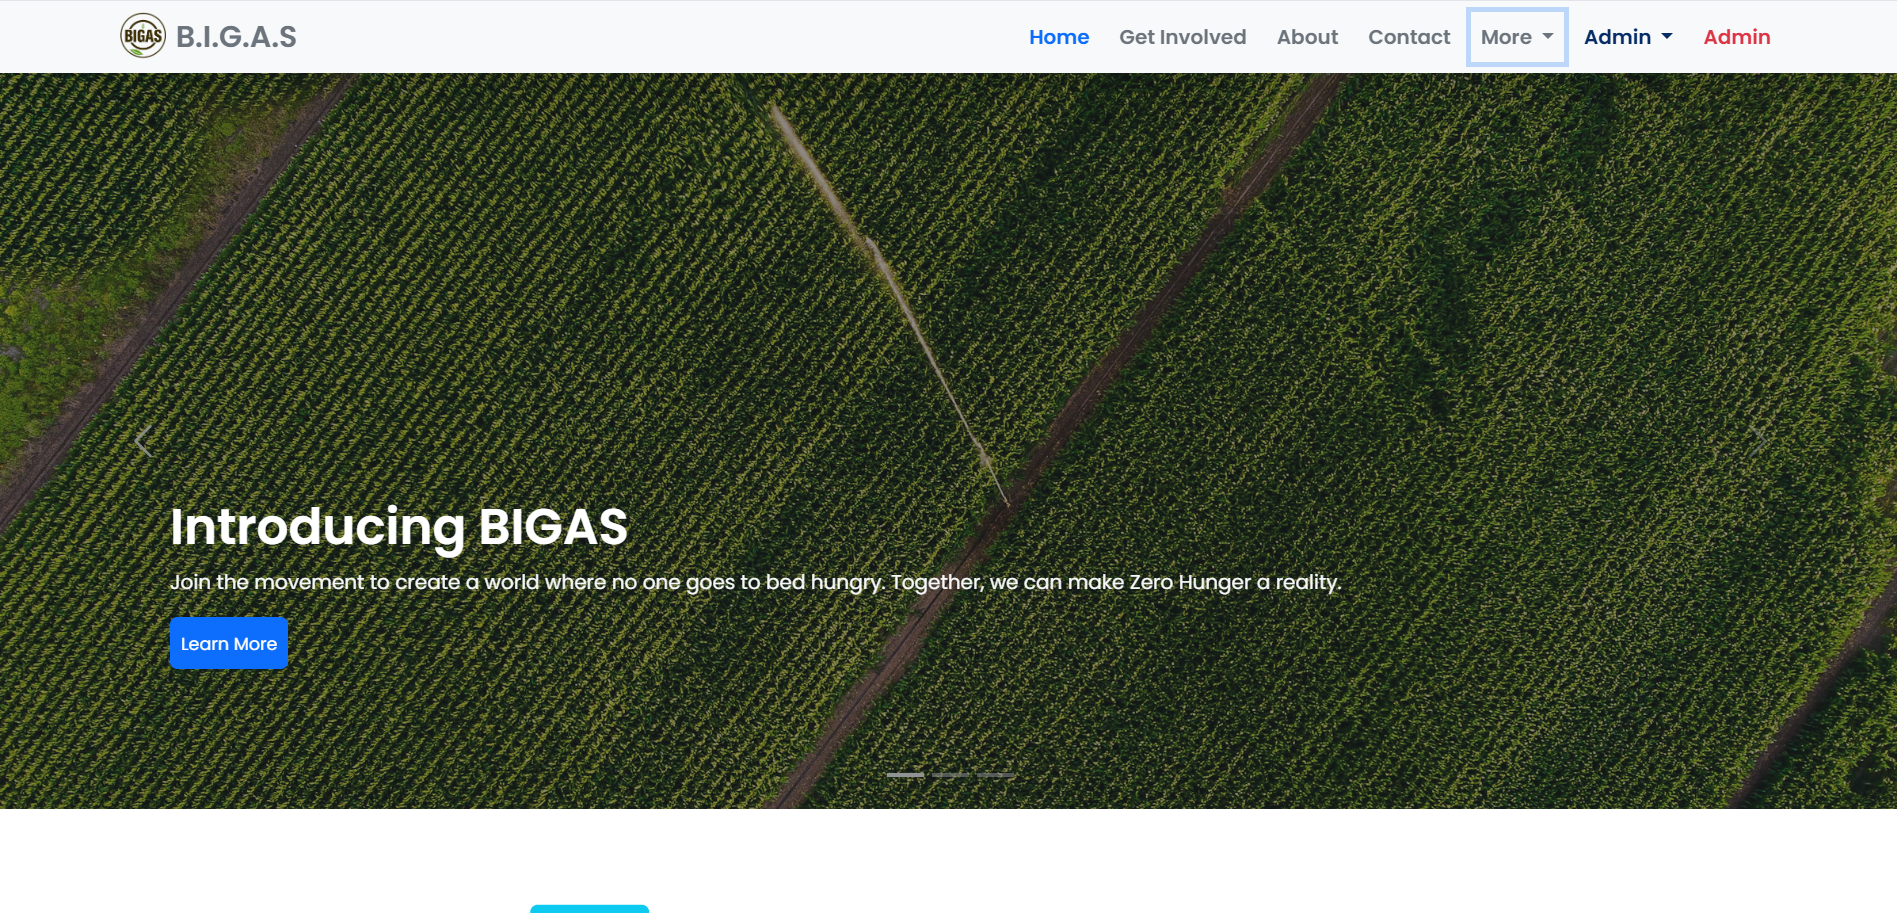 BIGAS
B.I.G.A.S
Home
Get Involved
About
Contact
More
Admin
Admin
Introducing BIGAS
Join the movement to create a world where no one goes to bed hungry. Together, we can make Zero Hunger a reality.
Learn More